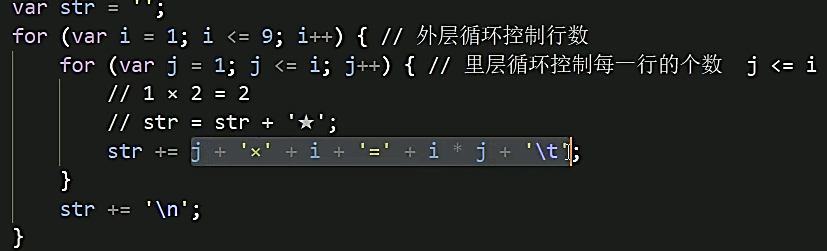 var str = '';
for (var i = 1; i <= 9; i++) { // 外层循环控制行数
for (var j = 1; j <= i; j++) { // 里层循环控制每一行的个数  j <= i
// 1 × 2 = 2
// str = str + '★';
str += j + '×' + i + '=' + i * j + '\t';
}
str += '\n';
}